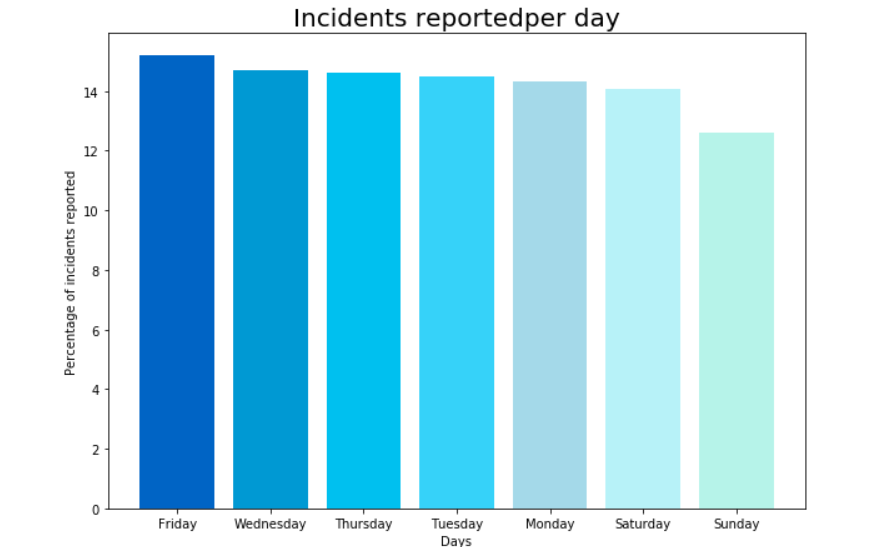 Incidents reportedper day
Percentage of incidents reported
14
12
10
8
6
4
2
0
Friday Wednesday Thursday Tuesday Monday Saturday Sunday
Days